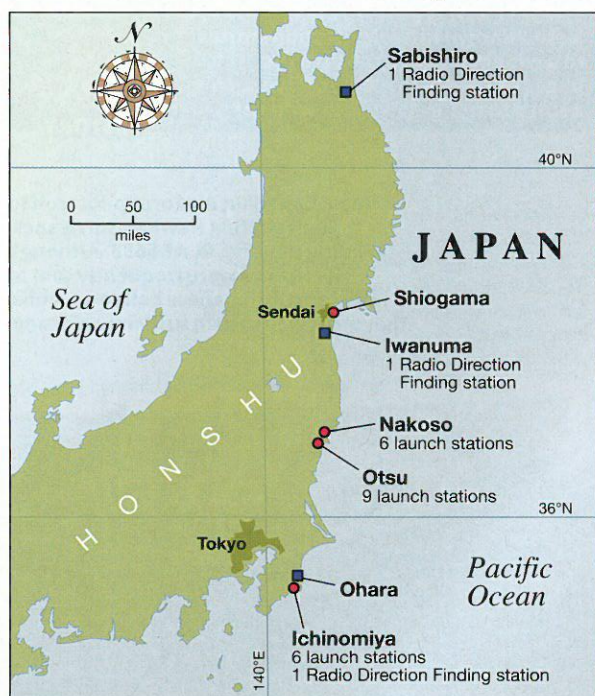 N
Sabishiro
1 Radio Direction
Finding station
40°N
0 50 100
miles
JAPAN
Sea of
Japan
Sendai
Shiogama
Iwanuma
1 Radio Direction
Finding station
HONSHU
Nakoso
6 launch stations
Otsu
9 launch stations
36°N
Tokyo
Pacific
Ocean
Ohara
Ichinomiya
6 launch stations
1 Radio Direction Finding station
140°E